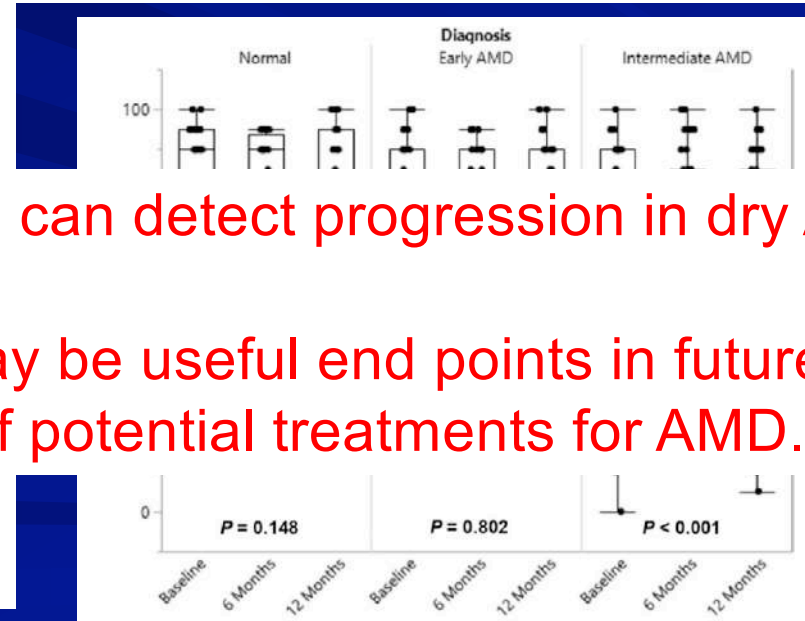 Diagnosis
Normal Early AMD Intermediate AMD
100
can detect progression in dry
be useful end points in future
potential treatments for AMD.
0
P = 0.148 P = 0.802 P < 0.001
Baseline 6 Months 12 Months Baseline 6 Months 12 Months Baseline 6 Months 12 Months